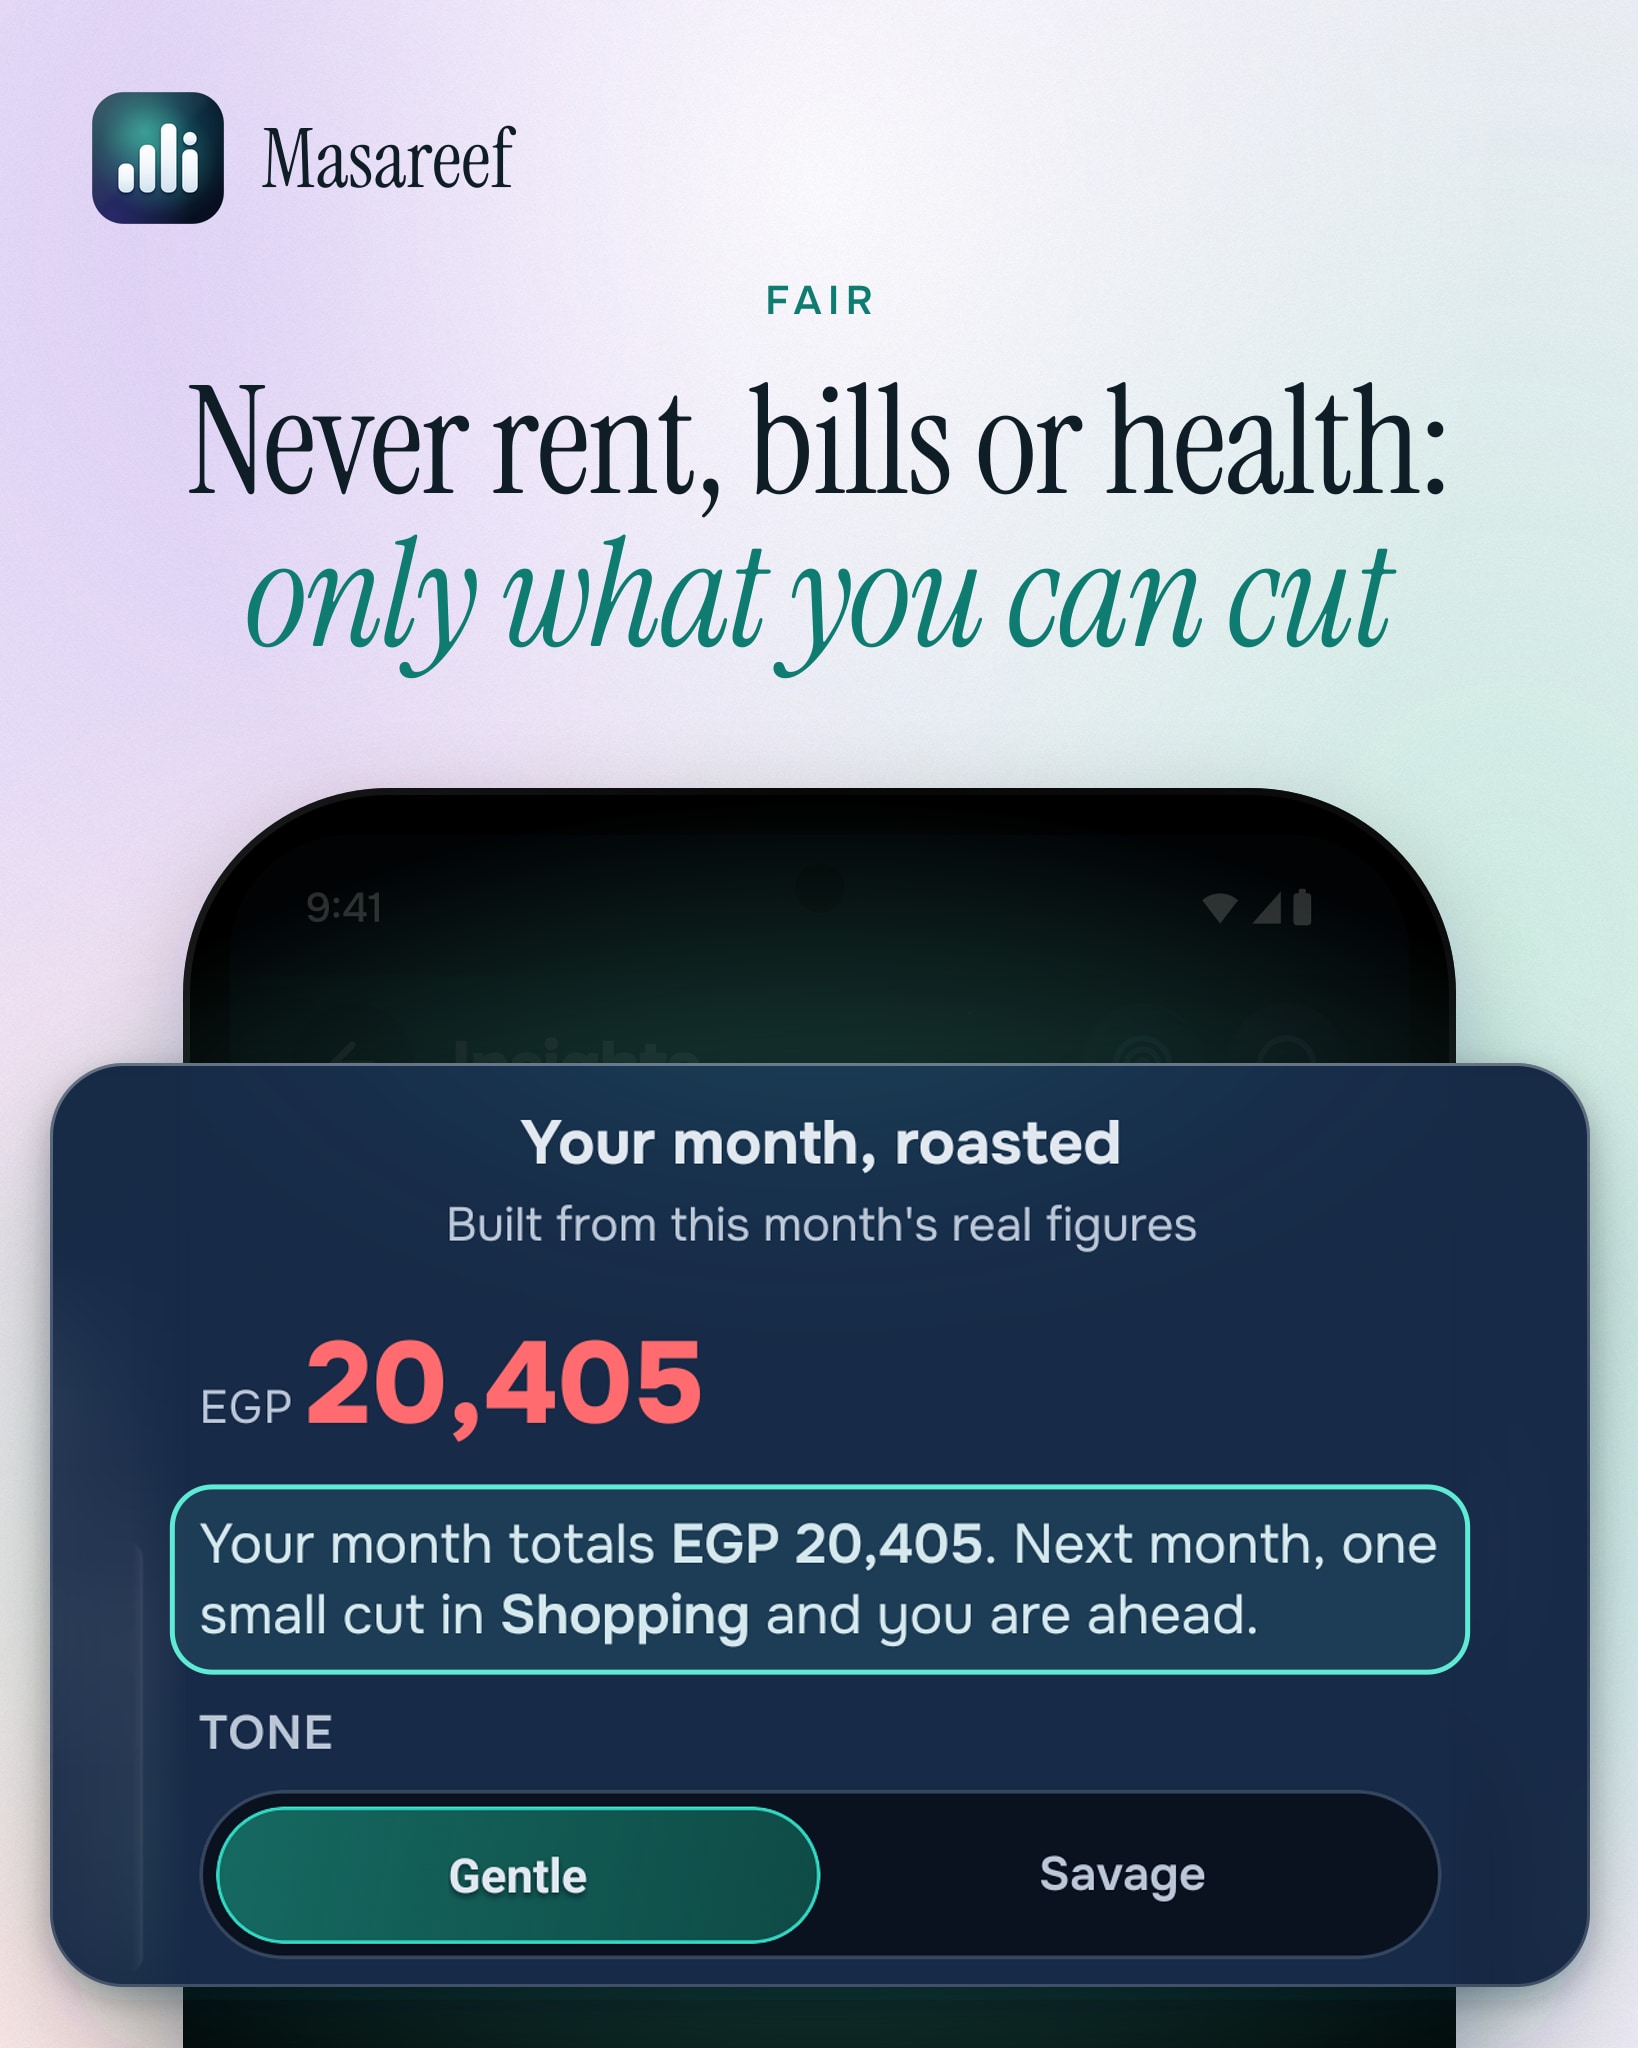 Masareef
FAIR
Never rent, bills or health:
only what you can cut
9:41
Insights
Your month, roasted
Built from this month's real figures
EGP 20,405
Your month totals EGP 20,405. Next month, one
small cut in Shopping and you are ahead.
TONE
Gentle
Savage